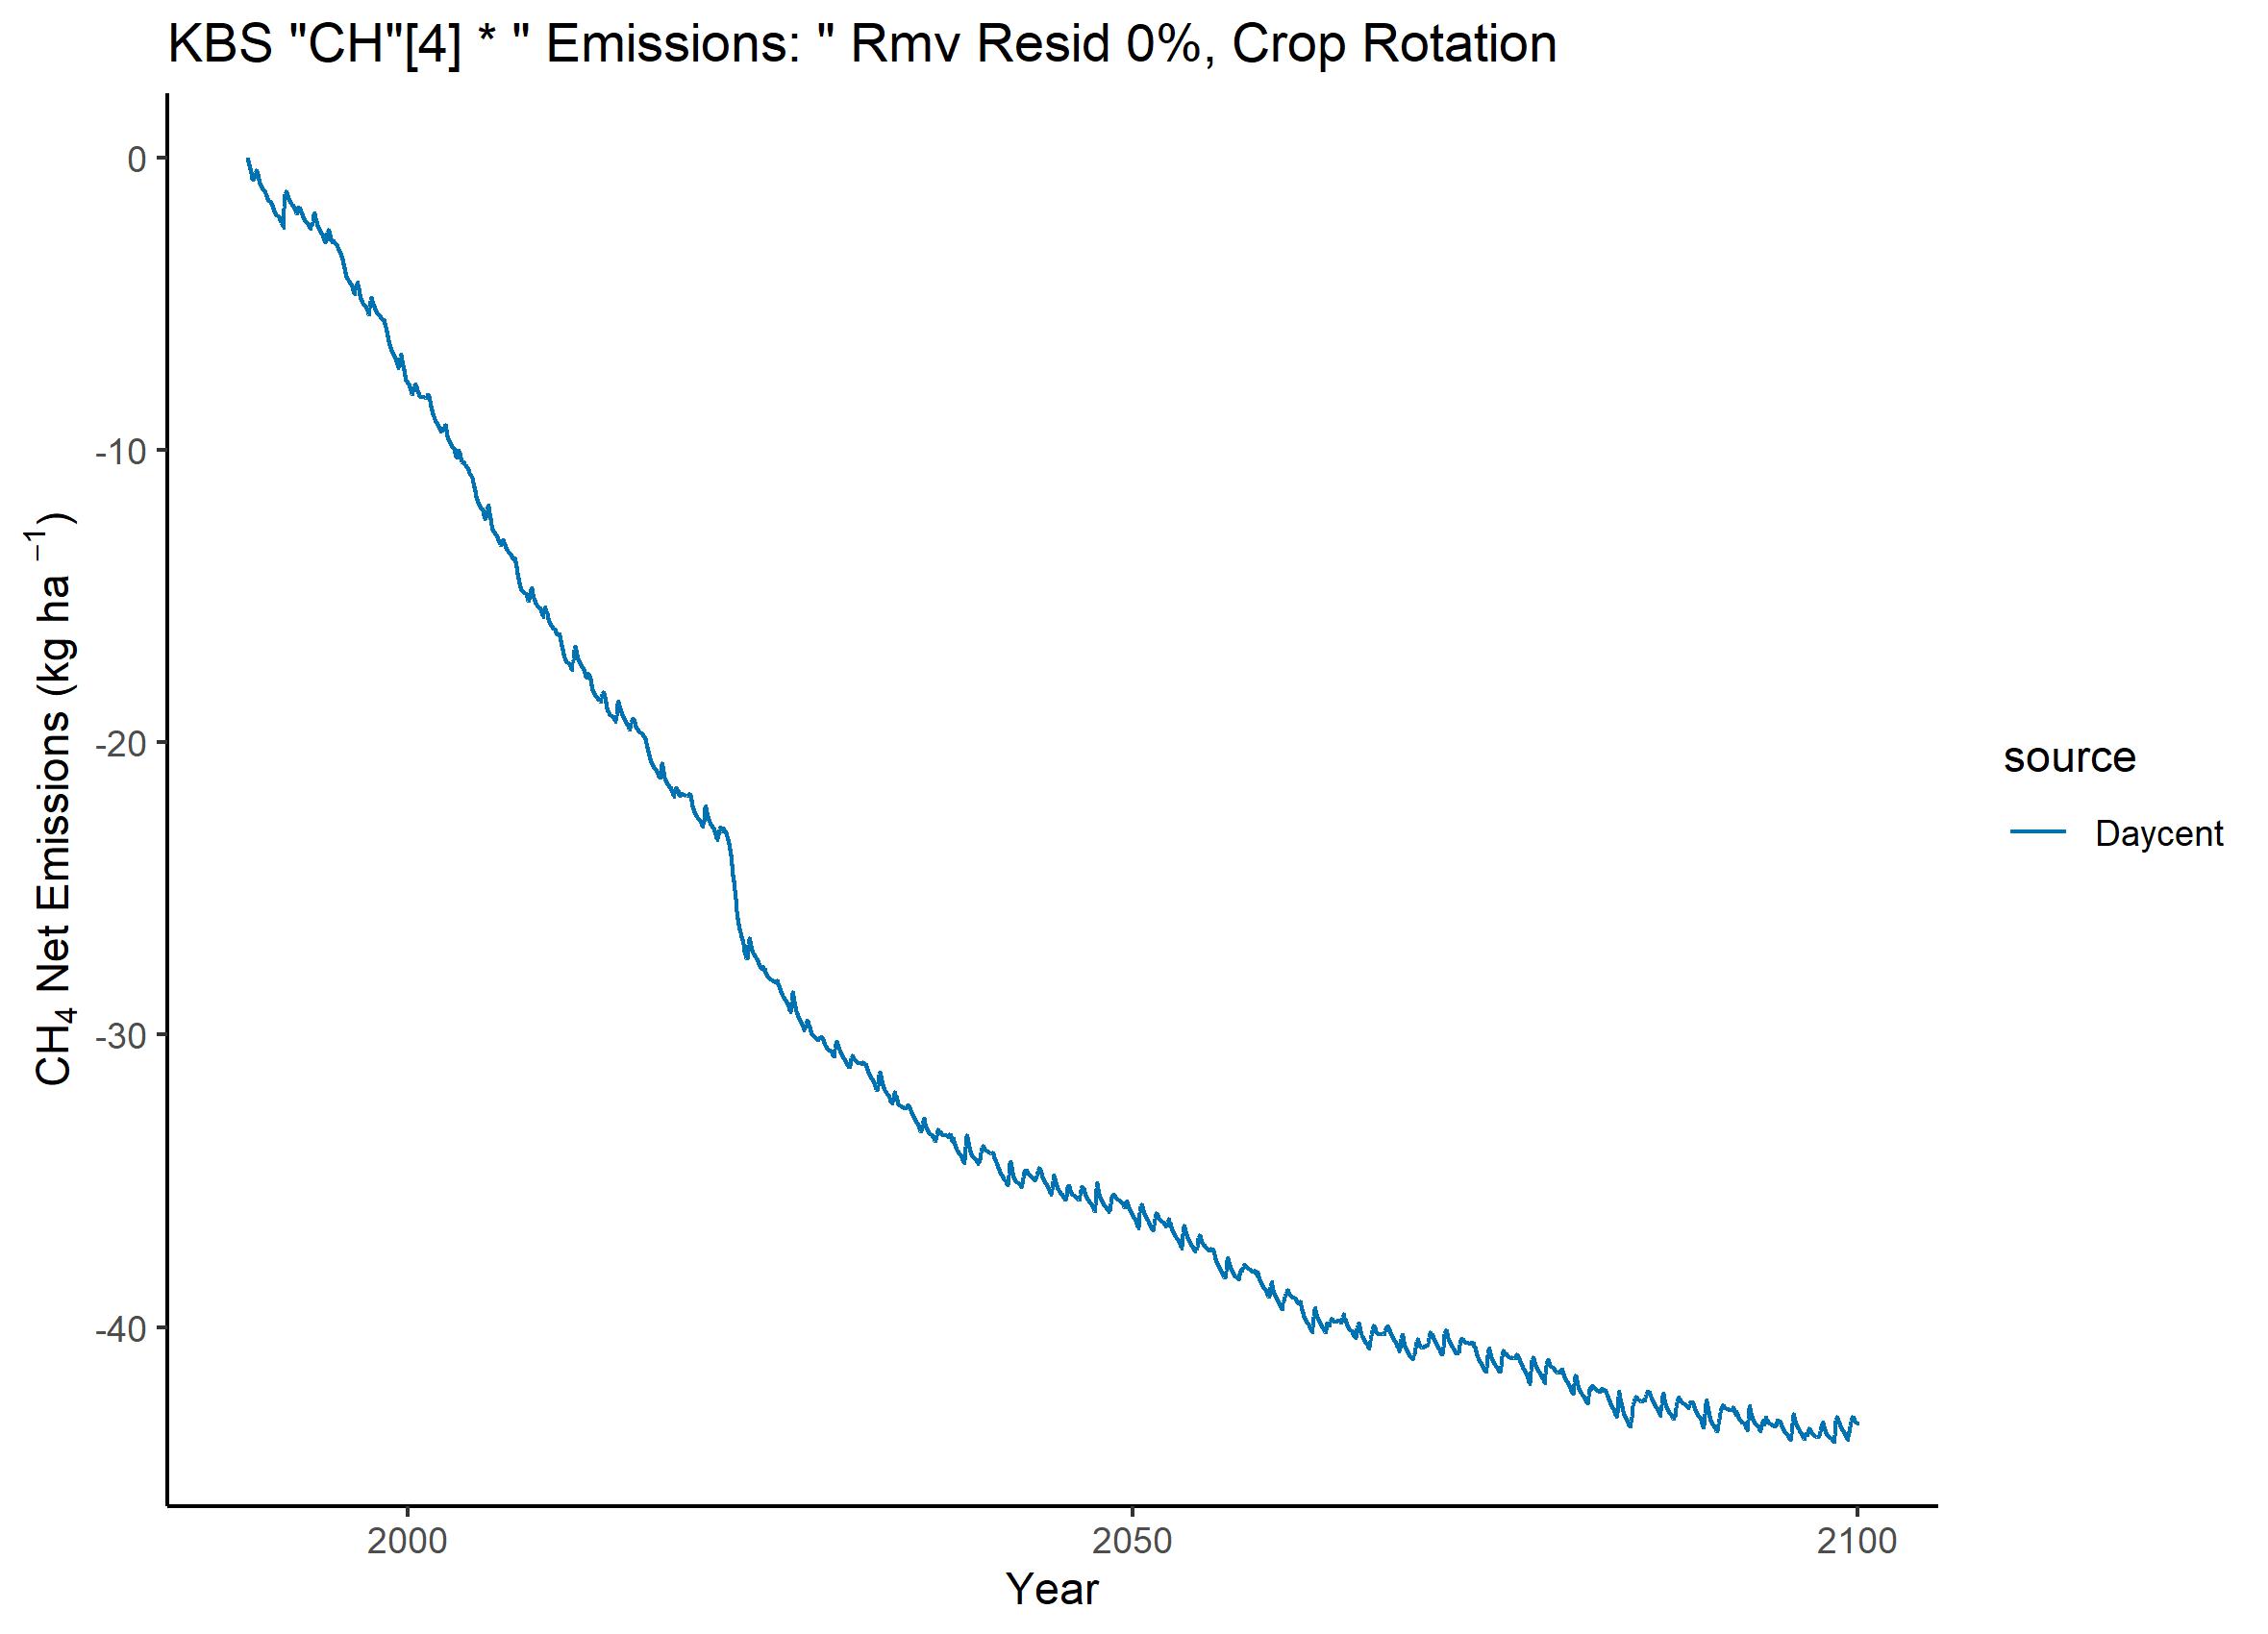 KBS "CH"[4] * " Emissions: " Rmv Resid 0%, Crop Rotation
CH₄ Net Emissions (kg ha ⁻¹)
0
-10
-20
-30
-40
2000
2050
2100
Year
source
Daycent